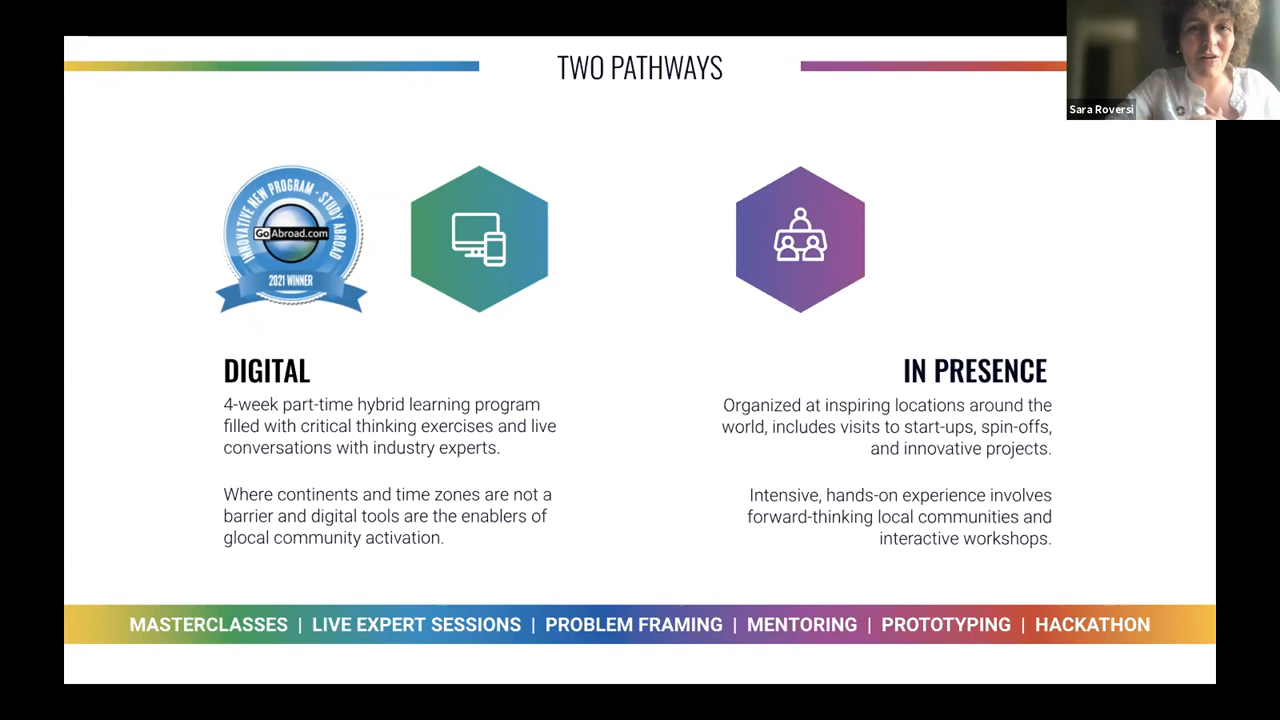 TWO PATHWAYS
Sara Roversi
INNOVATIVE NEW PROGRAM - STUDY ABROAD
GoAbroad.com
2021 WINNER
DIGITAL
4-week part-time hybrid learning program
filled with critical thinking exercises and live
conversations with industry experts.
Where continents and time zones are not a
barrier and digital tools are the enablers of
glocal community activation.
IN PRESENCE
Organized at inspiring locations around the
world, includes visits to start-ups, spin-offs,
and innovative projects.
Intensive, hands-on experience involves
forward-thinking local communities and
interactive workshops.
MASTERCLASSES | LIVE EXPERT SESSIONS | PROBLEM FRAMING | MENTORING | PROTOTYPING | HACKATHON